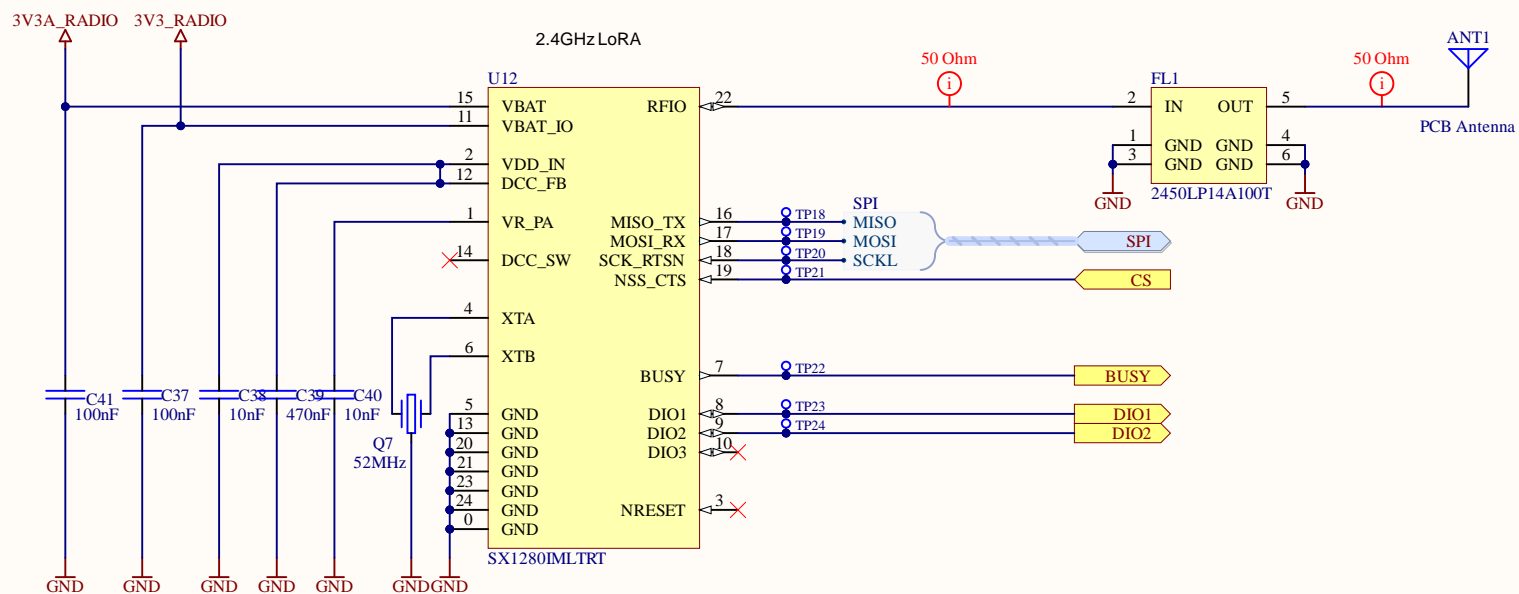 3V3A_RADIO
3V3_RADIO
2.4GHz LoRA
U12
15 VBAT
11 VBAT_IO
2 VDD_IN
12 DCC_FB
1 VR_PA
14 DCC_SW
4 XTA
6 XTB
5 GND
13 GND
20 GND
21 GND
23 GND
24 GND
0 GND
RFIO 22
MISO_TX 16
MOSI_RX 17
SCK_RTSN 18
NSS_CTS 19
BUSY 7
DIO1 8
DIO2 9
DIO3 10
NRESET 3
SX1280IMLTRT
C41
100nF
C37
100nF
C38
10nF
C39
470nF
C40
10nF
Q7
52MHz
GND
GND
GND
GND
GND
GND
GND
TP18
TP19
TP20
TP21
TP22
TP23
TP24
SPI
MISO
MOSI
SCKL
SPI
CS
BUSY
DIO1
DIO2
50 Ohm
i
FL1
2 IN
OUT 5
1 GND
GND 4
3 GND
GND 6
2450LP14A100T
GND
GND
50 Ohm
i
ANT1
PCB Antenna